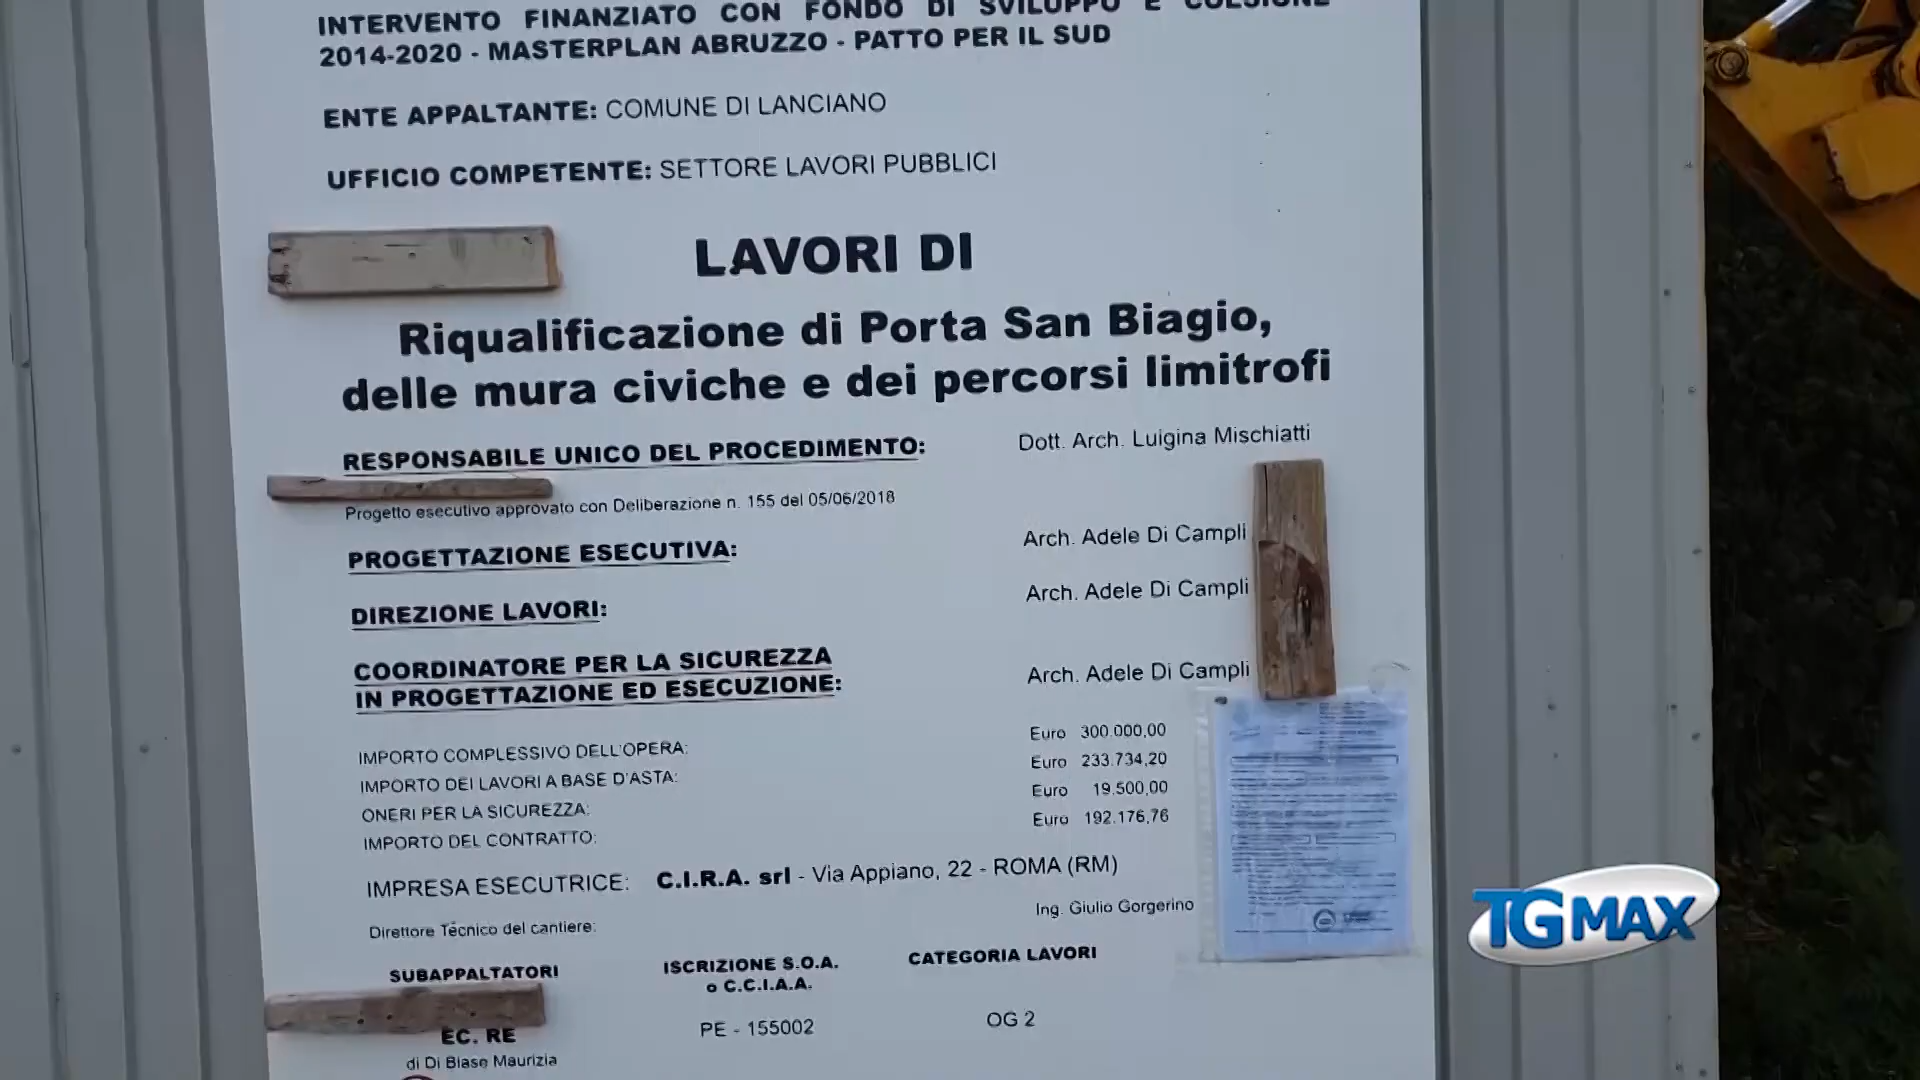 INTERVENTO FINANZIATO CON FONDO DI SVILUPPO E COESIONE
2014-2020 - MASTERPLAN ABRUZZO - PATTO PER IL SUD
ENTE APPALTANTE: COMUNE DI LANCIANO
UFFICIO COMPETENTE: SETTORE LAVORI PUBBLICI
LAVORI DI
Riqualificazione di Porta San Biagio,
delle mura civiche e dei percorsi limitrofi
RESPONSABILE UNICO DEL PROCEDIMENTO: Dott. Arch. Luigina Mischiatti
Progetto esecutivo approvato con Deliberazione n. 155 del 05/06/2018
PROGETTAZIONE ESECUTIVA: Arch. Adele Di Campli
DIREZIONE LAVORI: Arch. Adele Di Campli
COORDINATORE PER LA SICUREZZA
IN PROGETTAZIONE ED ESECUZIONE: Arch. Adele Di Campli
IMPORTO COMPLESSIVO DELL'OPERA: Euro 300.000,00
IMPORTO DEI LAVORI A BASE D'ASTA: Euro 233.734,20
ONERI PER LA SICUREZZA: Euro 19.500,00
IMPORTO DEL CONTRATTO: Euro 192.176,76
IMPRESA ESECUTRICE: C.I.R.A. srl - Via Appiano, 22 - ROMA (RM)
Direttore Tecnico del cantiere: Ing. Giulio Gorgerino
SUBAPPALTATORI ISCRIZIONE S.O.A. CATEGORIA LAVORI
o C.C.I.A.A.
EC. RE PE - 155002 OG 2
di Di Biase Maurizia
TGMAX